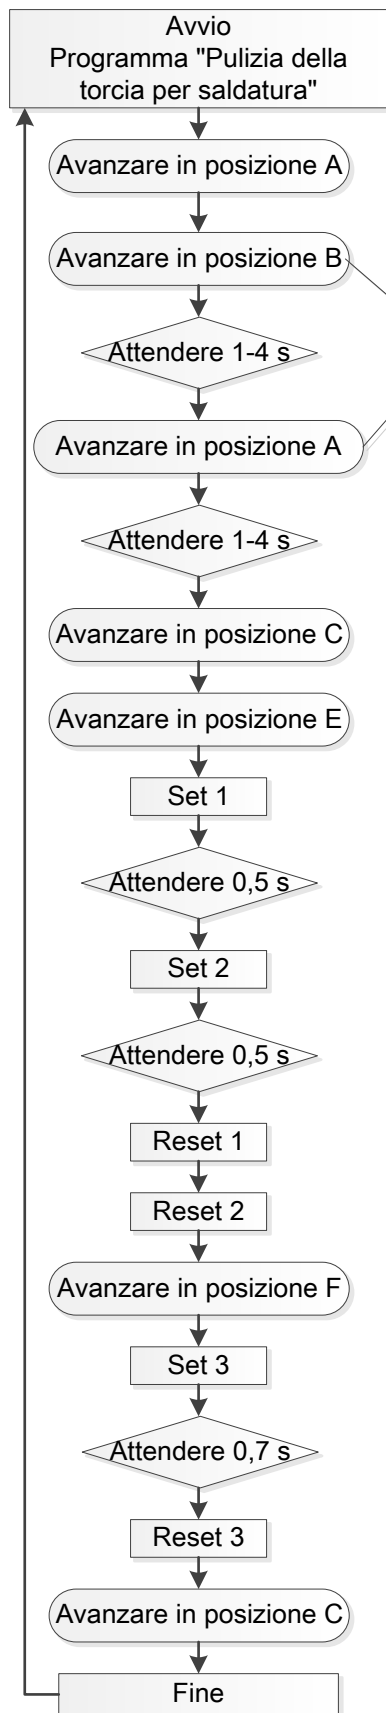 Avvio
Programma "Pulizia della
torcia per saldatura"
Avanzare in posizione A
Avanzare in posizione B
Attendere 1-4 s
Avanzare in posizione A
Attendere 1-4 s
Avanzare in posizione C
Avanzare in posizione E
Set 1
Attendere 0,5 s
Set 2
Attendere 0,5 s
Reset 1
Reset 2
Avanzare in posizione F
Set 3
Attendere 0,7 s
Reset 3
Avanzare in posizione C
Fine